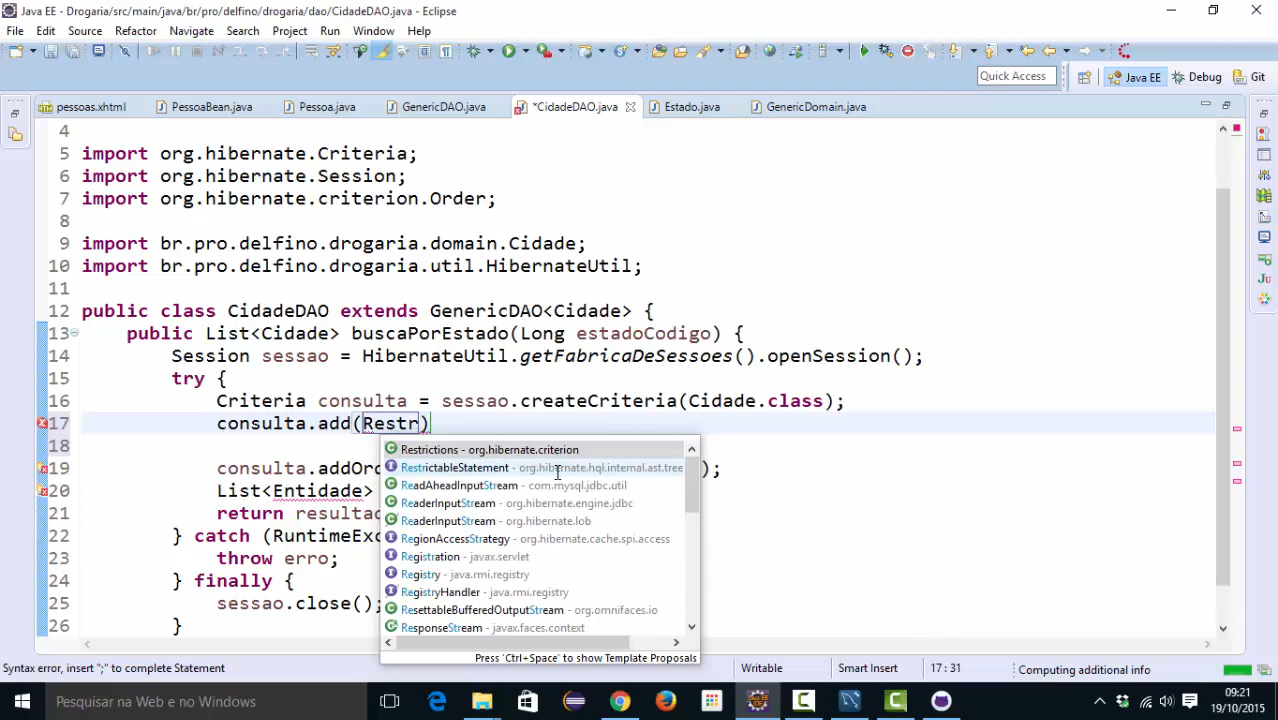 Java EE - Drogaria/src/main/java/br/pro/delfino/drogaria/dao/CidadeDAO.java - Eclipse
File Edit Source Refactor Navigate Search Project Run Window Help
Quick Access
Java EE
Debug
Git
pessoas.xhtml
PessoaBean.java
Pessoa.java
GenericDAO.java
*CidadeDAO.java
Estado.java
GenericDomain.java
4
5 import org.hibernate.Criteria;
6 import org.hibernate.Session;
7 import org.hibernate.criterion.Order;
8
9 import br.pro.delfino.drogaria.domain.Cidade;
10 import br.pro.delfino.drogaria.util.HibernateUtil;
11
12 public class CidadeDAO extends GenericDAO<Cidade> {
13 public List<Cidade> buscaPorEstado(Long estadoCodigo) {
14 Session sessao = HibernateUtil.getFabricaDeSessoes().openSession();
15 try {
16 Criteria consulta = sessao.createCriteria(Cidade.class);
17 consulta.add(Restr)
18
19 consulta.addOrd );
20 List<Entidade>
21 return resultad
22 } catch (RuntimeExc
23 throw erro;
24 } finally {
25 sessao.close();
26 }
Restrictions - org.hibernate.criterion
RestrictableStatement - org.hibernate.hql.internal.ast.tree
ReadAheadInputStream - com.mysql.jdbc.util
ReaderInputStream - org.hibernate.engine.jdbc
ReaderInputStream - org.hibernate.lob
RegionAccessStrategy - org.hibernate.cache.spi.access
Registration - javax.servlet
Registry - java.rmi.registry
RegistryHandler - java.rmi.registry
ResettableBufferedOutputStream - org.omnifaces.io
ResponseStream - javax.faces.context
Press 'Ctrl+Space' to show Template Proposals
Syntax error, insert ";" to complete Statement
Writable
Smart Insert
17 : 31
Computing additional info
Pesquisar na Web e no Windows
09:21
19/10/2015